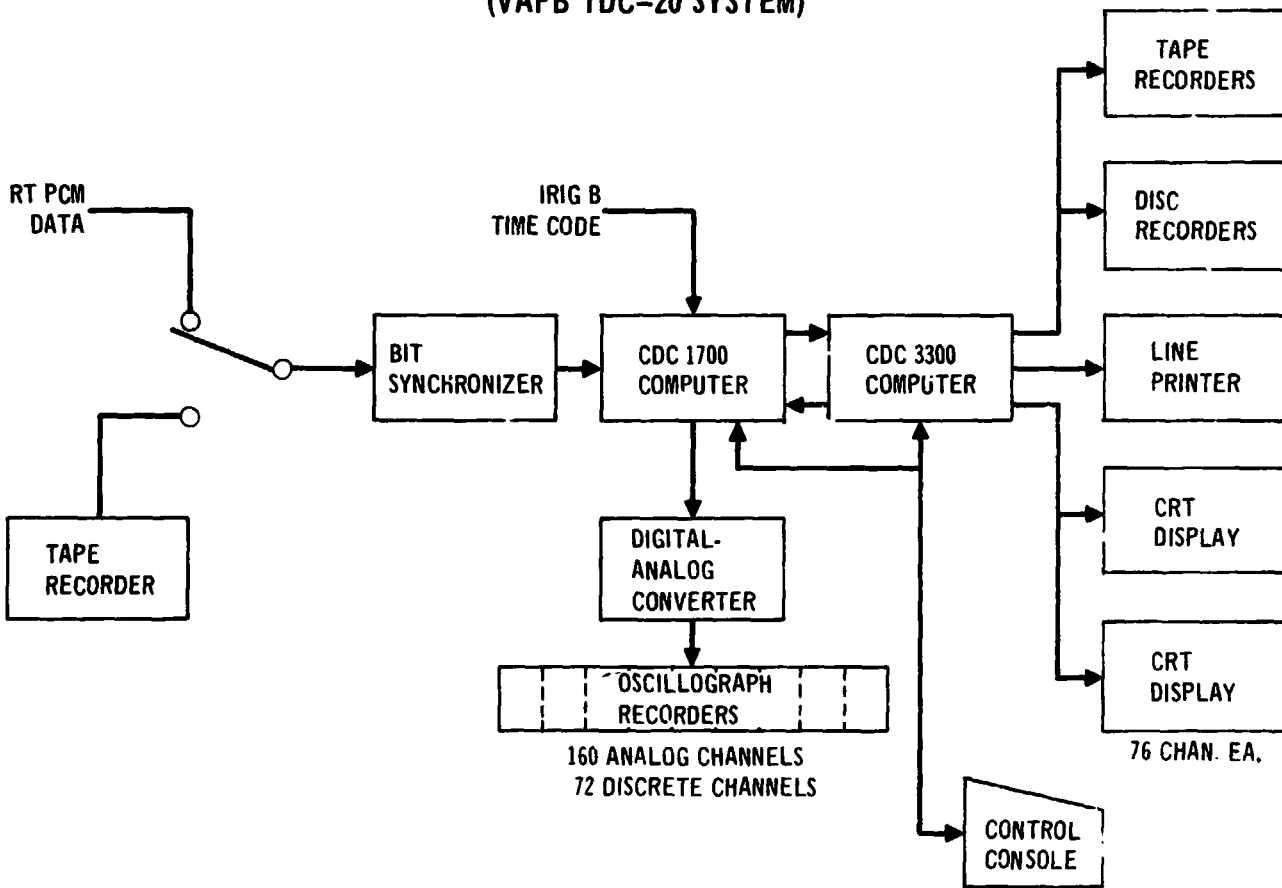 (VAFB TDC-20 SYSTEM)
TAPE
RECORDERS
RT PCM
DATA
IRIG B
TIME CODE
DISC
RECORDERS
BIT
SYNCHRONIZER
CDC 1700
COMPUTER
CDC 3300
COMPUTER
LINE
PRINTER
TAPE
RECORDER
DIGITAL-
ANALOG
CONVERTER
CRT
DISPLAY
OSCILLOGRAPH
RECORDERS
160 ANALOG CHANNELS
72 DISCRETE CHANNELS
CRT
DISPLAY
76 CHAN. EA.
CONTROL
CONSOLE